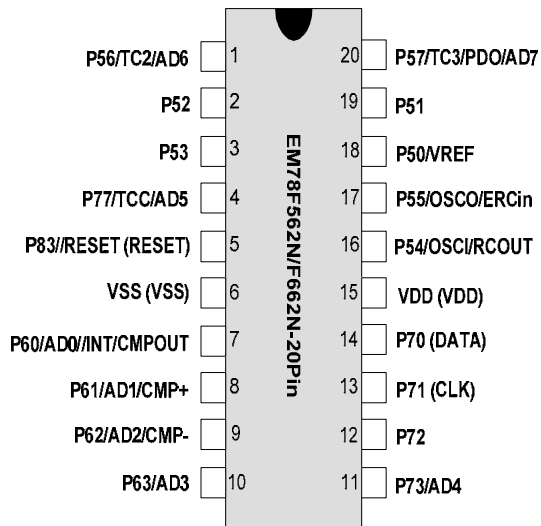 P56/TC2/AD6 1 20 P57/TC3/PDO/AD7
P52 2 19 P51
P53 3 18 P50/VREF
P77/TCC/AD5 4 17 P55/OSCO/ERCin
P83//RESET (RESET) 5 16 P54/OSCI/RCOUT
VSS (VSS) 6 15 VDD (VDD)
P60/AD0//INT/CMPOUT 7 14 P70 (DATA)
P61/AD1/CMP+ 8 13 P71 (CLK)
P62/AD2/CMP- 9 12 P72
P63/AD3 10 11 P73/AD4
EM78F562N/F662N-20Pin